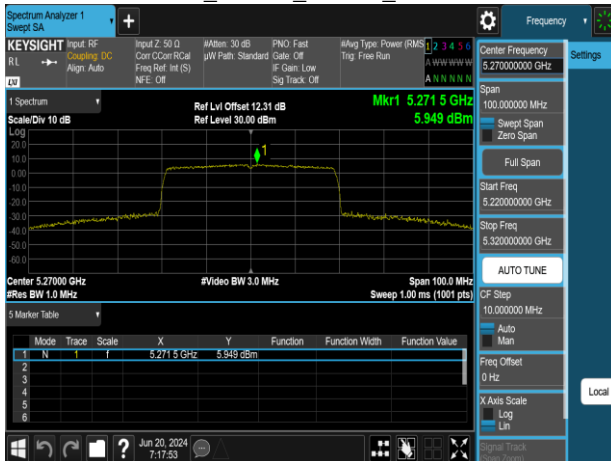 Spectrum Analyzer 1
Swept SA
Frequency
KEYSIGHT Input: RF
RL
Coupling: DC
Align: Auto
LXI
Input Z: 50 Ω
Corr CCorr RCal
Freq Ref: Int (S)
NFE: Off
#Atten: 30 dB
µW Path: Standard
PNO: Fast
Gate: Off
IF Gain: Low
Sig Track: Off
#Avg Type: Power (RMS
Trig: Free Run
1 2 3 4 5 6
A W W W W W
A N N N N N
1 Spectrum
Scale/Div 10 dB
Ref Lvl Offset 12.31 dB
Ref Level 30.00 dBm
Mkr1 5.271 5 GHz
5.949 dBm
Log
20.0
10.0
0.00
-10.0
-20.0
-30.0
-40.0
-50.0
-60.0
1
Center 5.27000 GHz
#Res BW 1.0 MHz
#Video BW 3.0 MHz
Span 100.0 MHz
Sweep 1.00 ms (1001 pts)
5 Marker Table
Mode Trace Scale X Y Function Function Width Function Value
1 N 1 f 5.271 5 GHz 5.949 dBm
2
3
4
5
6
Jun 20, 2024
7:17:53
?
Center Frequency
5.270000000 GHz
Settings
Span
100.000000 MHz
Swept Span
Zero Span
Full Span
Start Freq
5.220000000 GHz
Stop Freq
5.320000000 GHz
AUTO TUNE
CF Step
10.000000 MHz
Auto
Man
Freq Offset
0 Hz
X Axis Scale
Log
Lin
Local
Signal Track
(Span Zoom)